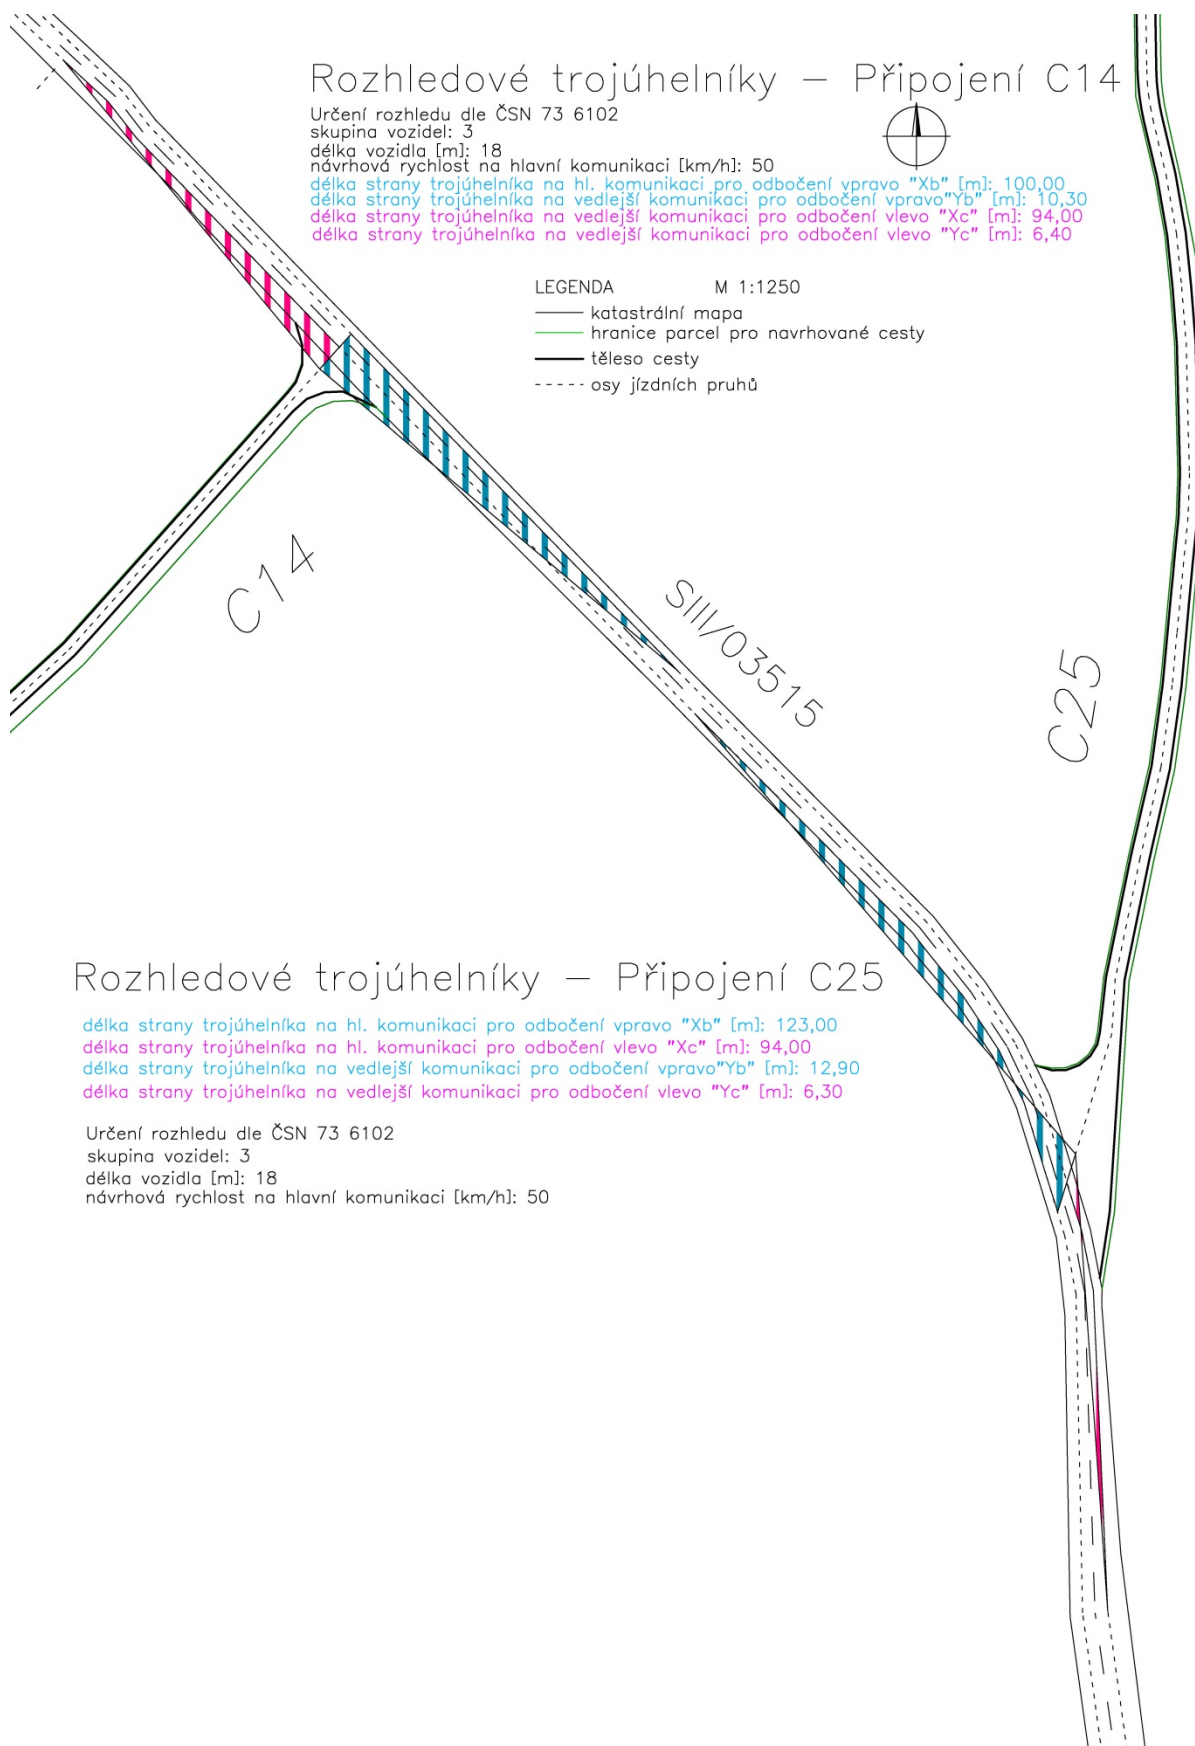 Rozhledové trojúhelníky – Připojení C14
Určení rozhledu dle ČSN 73 6102
skupina vozidel: 3
délka vozidla [m]: 18
návrhová rychlost na hlavní komunikaci [km/h]: 50
délka strany trojúhelníka na hl. komunikaci pro odbočení vpravo "Xb" [m]: 100,00
délka strany trojúhelníka na vedlejší komunikaci pro odbočení vpravo"Yb" [m]: 10,30
délka strany trojúhelníka na vedlejší komunikaci pro odbočení vlevo "Xc" [m]: 94,00
délka strany trojúhelníka na vedlejší komunikaci pro odbočení vlevo "Yc" [m]: 6,40
LEGENDA M 1:1250
katastrální mapa
hranice parcel pro navrhované cesty
těleso cesty
osy jízdních pruhů
C14
SIII/03515
C25
Rozhledové trojúhelníky – Připojení C25
délka strany trojúhelníka na hl. komunikaci pro odbočení vpravo "Xb" [m]: 123,00
délka strany trojúhelníka na hl. komunikaci pro odbočení vlevo "Xc" [m]: 94,00
délka strany trojúhelníka na vedlejší komunikaci pro odbočení vpravo"Yb" [m]: 12,90
délka strany trojúhelníka na vedlejší komunikaci pro odbočení vlevo "Yc" [m]: 6,30
Určení rozhledu dle ČSN 73 6102
skupina vozidel: 3
délka vozidla [m]: 18
návrhová rychlost na hlavní komunikaci [km/h]: 50